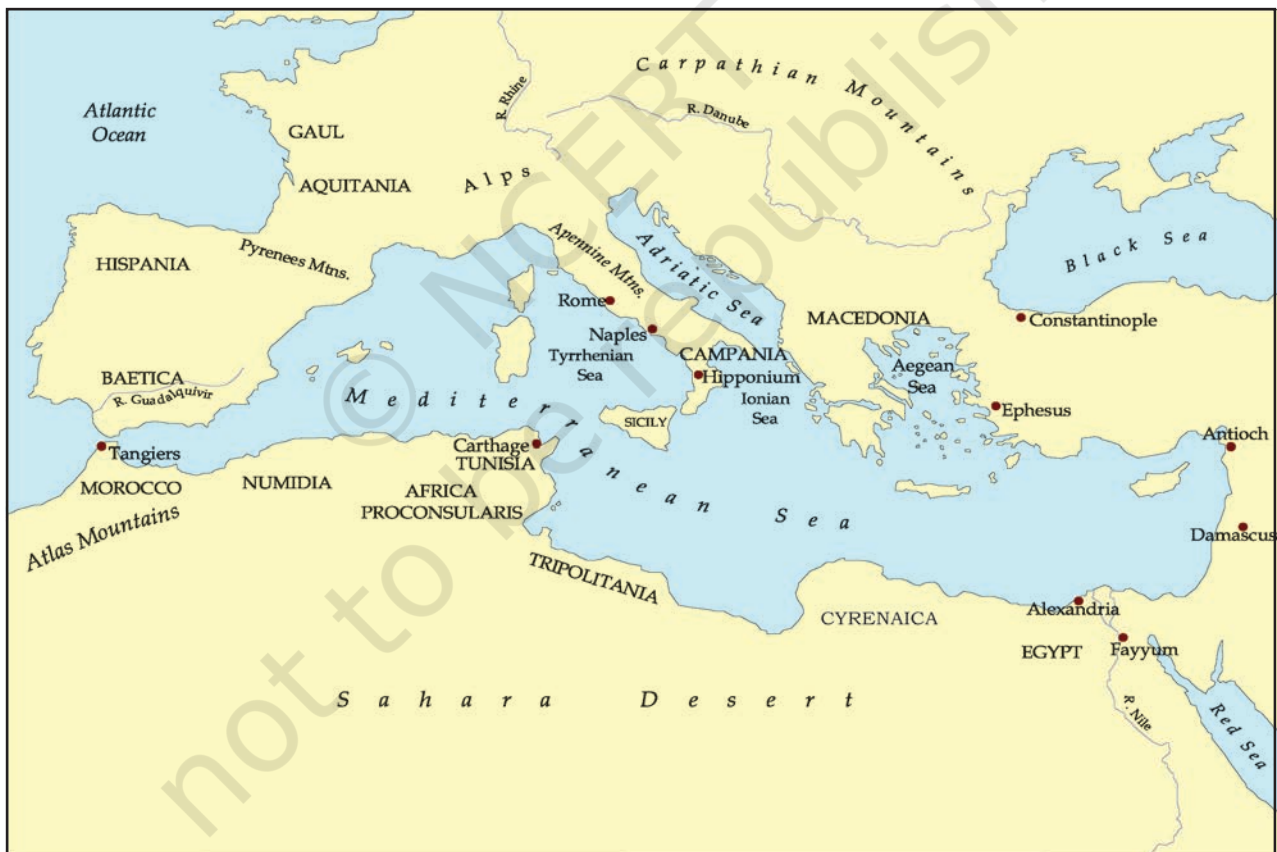 Carpathian Mountains
R. Rhine
R. Danube
Atlantic
Ocean
GAUL
AQUITANIA
Alps
Pyrenees Mtns.
HISPANIA
Apennine Mtns.
Adriatic Sea
Black Sea
Rome
Constantinople
MACEDONIA
Naples
Tyrrhenian
Sea
CAMPANIA
Hipponium
Ionian
Sea
Aegean
Sea
BAETICA
R. Guadalquivir
Mediterranean Sea
SICILY
Ephesus
Tangiers
Carthage
TUNISIA
Antioch
MOROCCO
NUMIDIA
AFRICA
PROCONSULARIS
Atlas Mountains
Damascus
TRIPOLITANIA
CYRENAICA
Alexandria
EGYPT
Fayyum
Sahara Desert
R. Nile
Red Sea
© NCERT
not to be republish